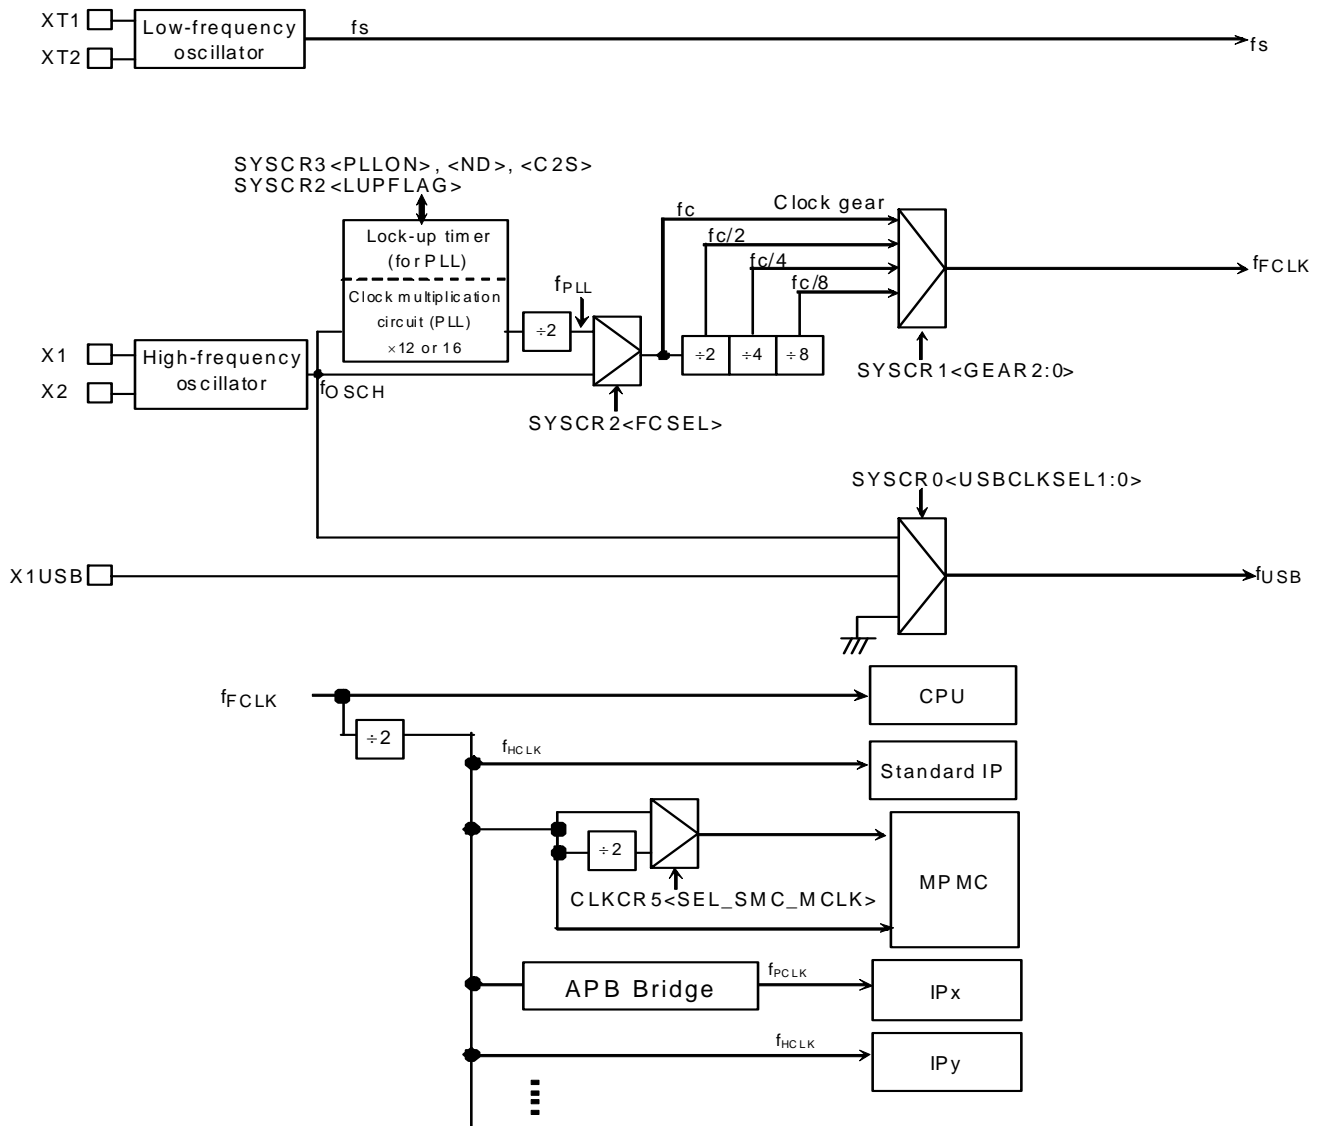 XT1
XT2
Low-frequency
oscillator
fs
fs
SYSCR3<PLLON>, <ND>, <C2S>
SYSCR2<LUPFLAG>
Lock-up timer
(for PLL)
Clock multiplication
circuit (PLL)
×12 or 16
÷2
fPLL
fc
Clock gear
fc/2
fc/4
fc/8
fFCLK
÷2
÷4
÷8
SYSCR1<GEAR2:0>
X1
X2
High-frequency
oscillator
fOSCH
SYSCR2<FCSEL>
SYSCR0<USBCLKSEL1:0>
X1USB
fUSB
fFCLK
CPU
÷2
fHCLK
Standard IP
÷2
MPMC
CLKCR5<SEL_SMC_MCLK>
APB Bridge
fPCLK
IPx
fHCLK
IPy